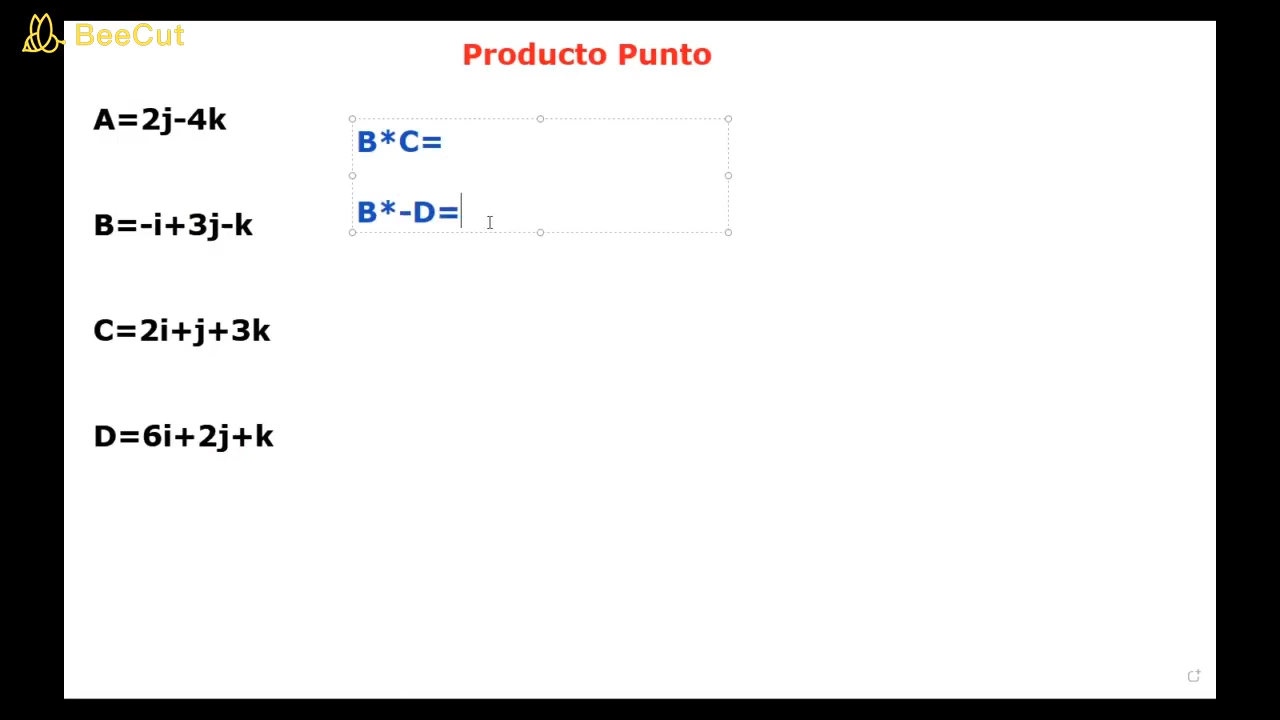 BeeCut
Producto Punto
A=2j-4k
B*C=
B*-D=
B=-i+3j-k
C=2i+j+3k
D=6i+2j+k